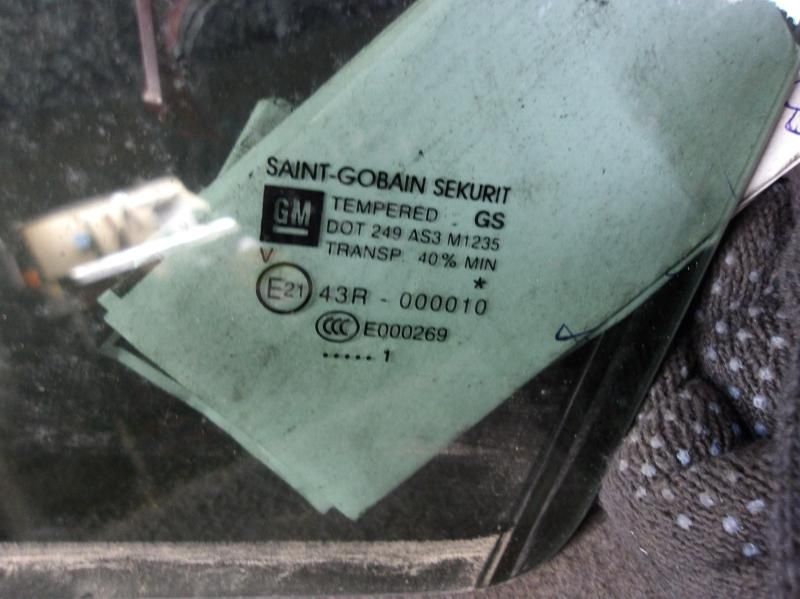 SAINT-GOBAIN SEKURIT
GM TEMPERED GS
DOT 249 AS3 M1235
TRANSP. 40% MIN
V *
E21 43R - 000010
CCC E000269
..... 1